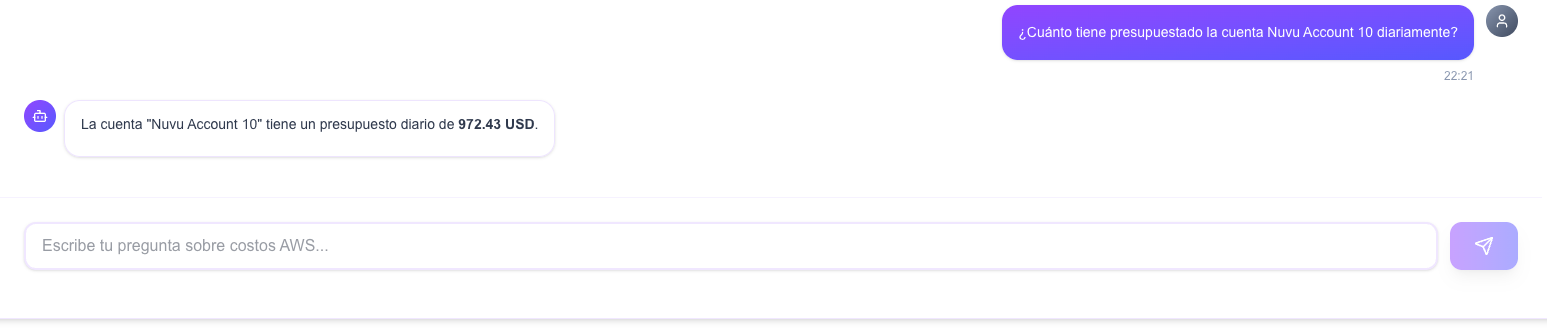 ¿Cuánto tiene presupuestado la cuenta Nuvu Account 10 diariamente?
22:21
La cuenta "Nuvu Account 10" tiene un presupuesto diario de 972.43 USD.
Escribe tu pregunta sobre costos AWS...